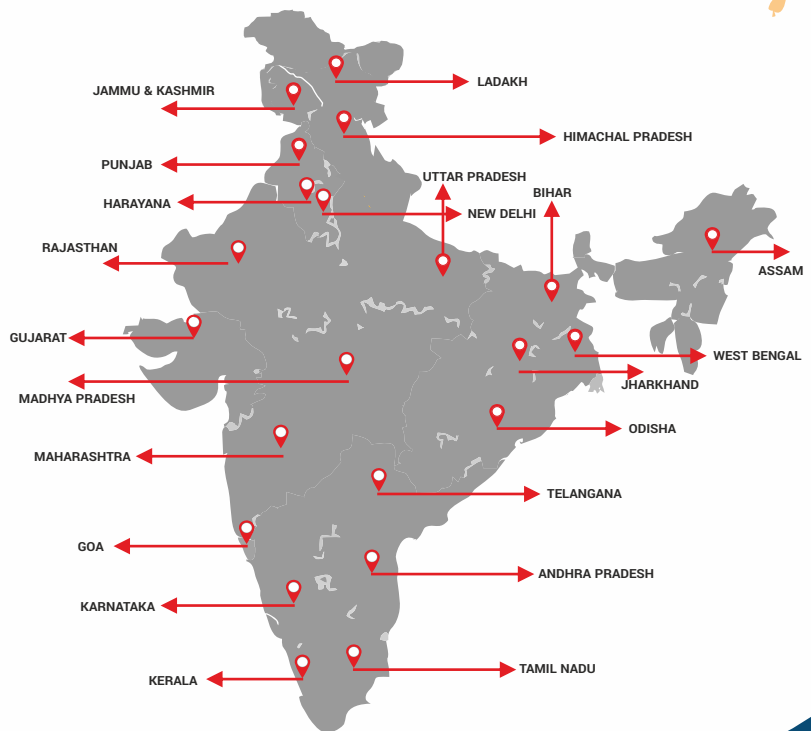 LADAKH
JAMMU & KASHMIR
HIMACHAL PRADESH
PUNJAB
UTTAR PRADESH
BIHAR
HARAYANA
NEW DELHI
RAJASTHAN
ASSAM
GUJARAT
WEST BENGAL
JHARKHAND
MADHYA PRADESH
ODISHA
MAHARASHTRA
TELANGANA
GOA
ANDHRA PRADESH
KARNATAKA
TAMIL NADU
KERALA